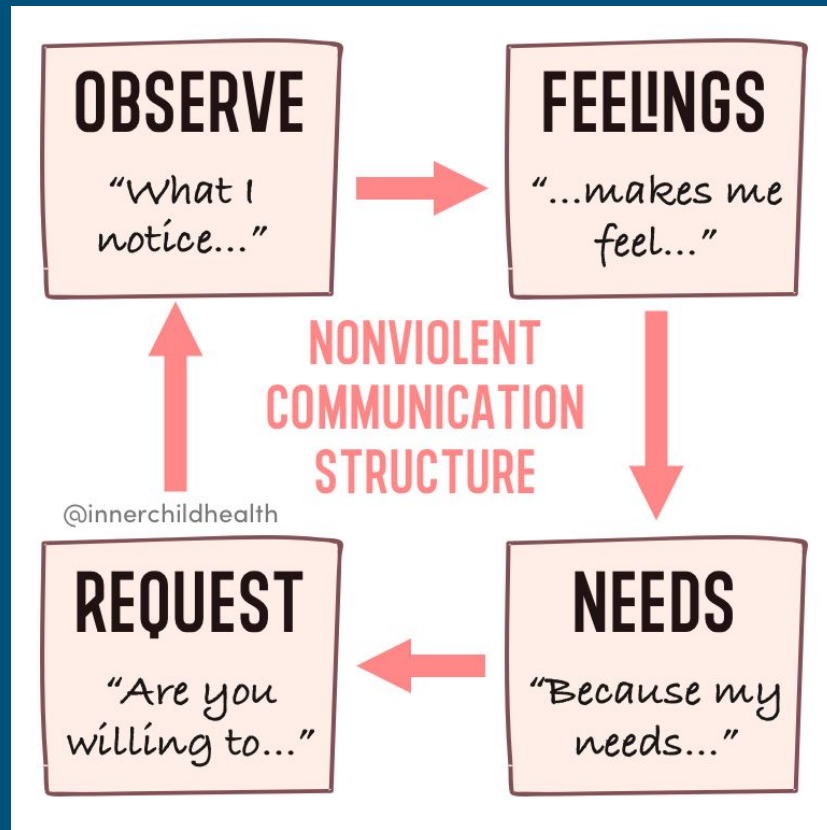 OBSERVE
“What I
notice...”
FEELINGS
“...makes me
feel...”
NONVIOLENT
COMMUNICATION
STRUCTURE
@innerchildhealth
REQUEST
“Are you
willing to...”
NEEDS
“Because my
needs...”